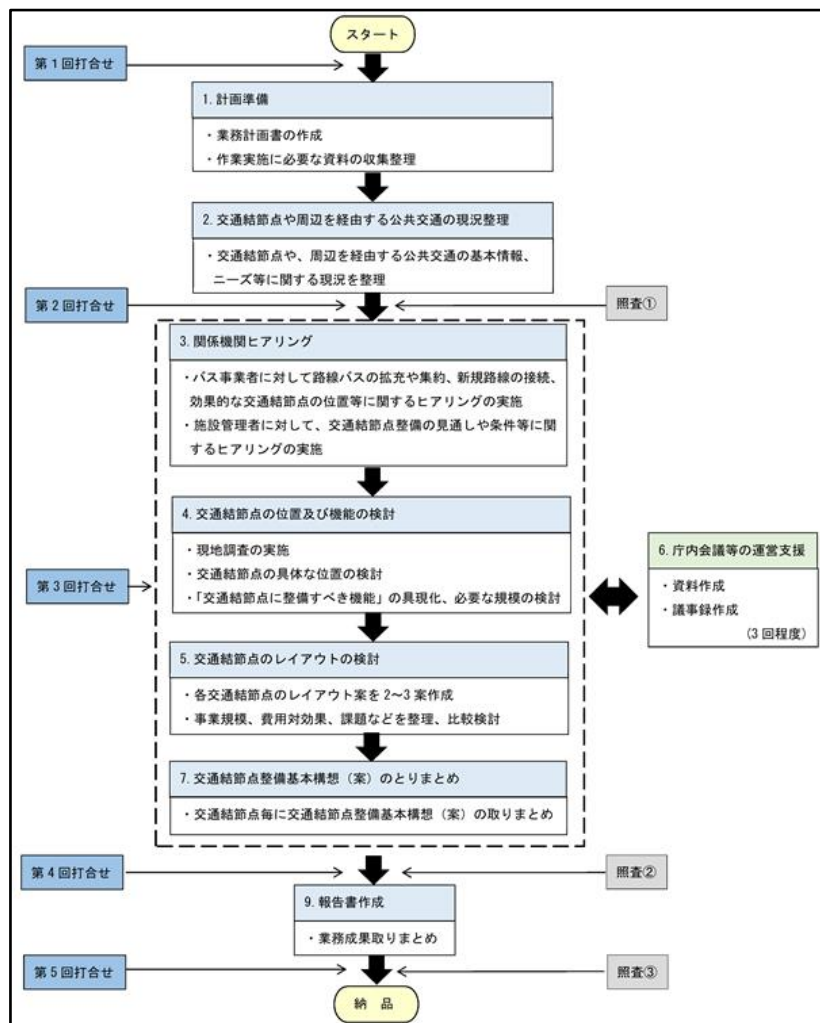 スタート
第1回打合せ
1. 計画準備
・業務計画書の作成
・作業実施に必要な資料の収集整理
2. 交通結節点や周辺を経由する公共交通の現況整理
・交通結節点や、周辺を経由する公共交通の基本情報、
ニーズ等に関する現況を整理
第2回打合せ
照査①
3. 関係機関ヒアリング
・バス事業者に対して路線バスの拡充や集約、新規路線の接続、
効果的な交通結節点の位置等に関するヒアリングの実施
・施設管理者に対して、交通結節点整備の見通しや条件等に関
するヒアリングの実施
4. 交通結節点の位置及び機能の検討
・現地調査の実施
・交通結節点の具体な位置の検討
・「交通結節点に整備すべき機能」の具現化、必要な規模の検討
第3回打合せ
6. 庁内会議等の運営支援
・資料作成
・議事録作成
(3回程度)
5. 交通結節点のレイアウトの検討
・各交通結節点のレイアウト案を2〜3案作成
・事業規模、費用対効果、課題などを整理、比較検討
7. 交通結節点整備基本構想（案）のとりまとめ
・交通結節点毎に交通結節点整備基本構想（案）の取りまとめ
第4回打合せ
照査②
9. 報告書作成
・業務成果取りまとめ
第5回打合せ
照査③
納 品